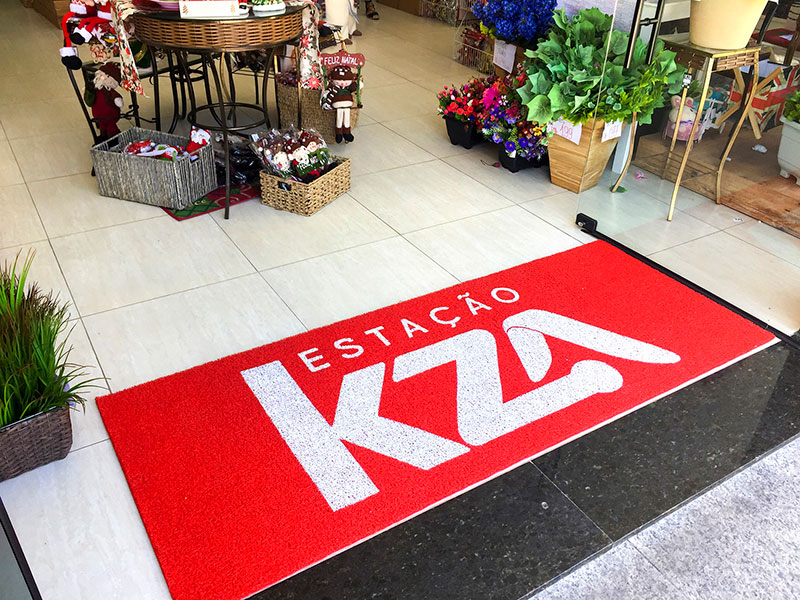 FELIZ NATAL
ESTAÇÃO
KZA